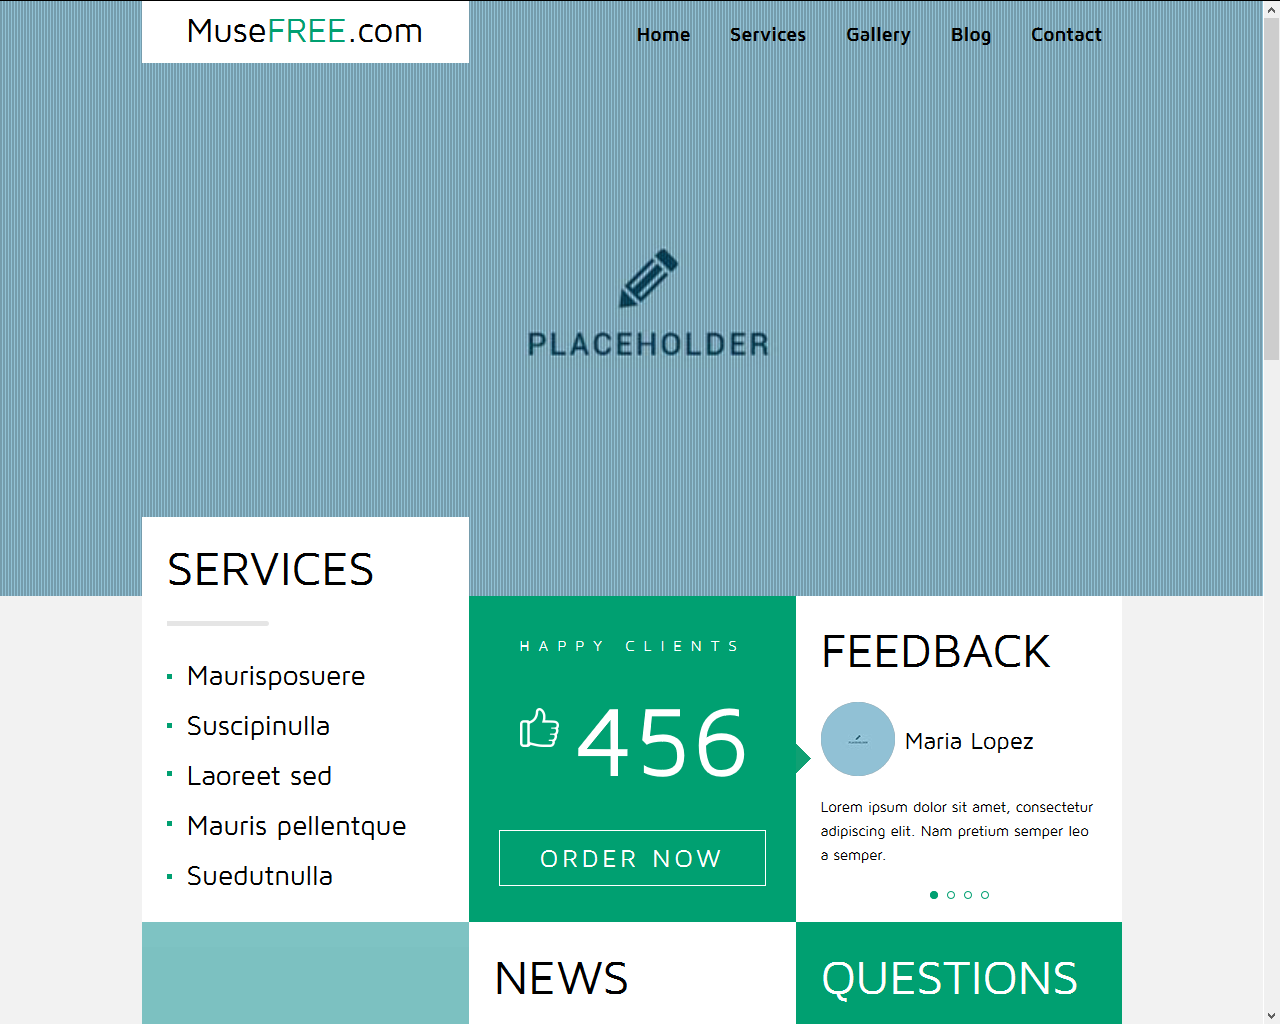 MuseFREE.com
Home Services Gallery Blog Contact
PLACEHOLDER
SERVICES
Maurisposuere
Suscipinulla
Laoreet sed
Mauris pellentque
Suedutnulla
HAPPY CLIENTS
456
ORDER NOW
FEEDBACK
Maria Lopez
Lorem ipsum dolor sit amet, consectetur
adipiscing elit. Nam pretium semper leo
a semper.
NEWS
QUESTIONS